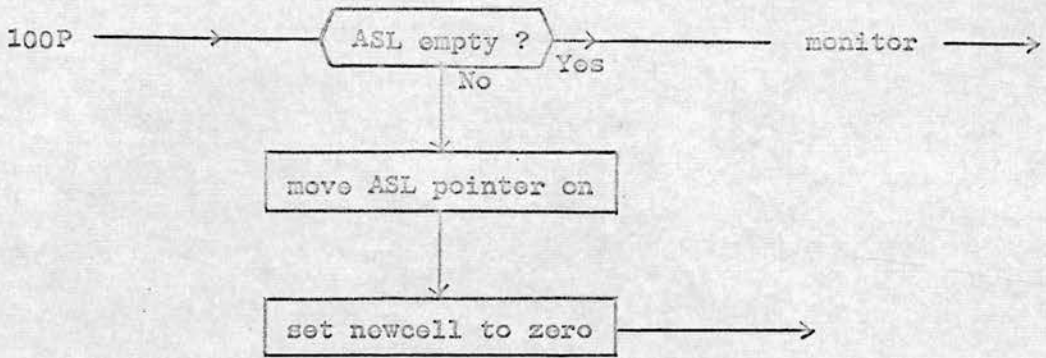 100P
ASL empty ?
Yes
monitor
No
move ASL pointer on
set newcell to zero